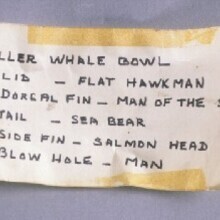 LLER WHALE BOWL
LID – FLAT HAWKMAN
DORGAL FIN – MAN OF THE S
TAIL – SEA BEAR
SIDE FIN – SALMON HEAD
BLOW HOLE – MAN